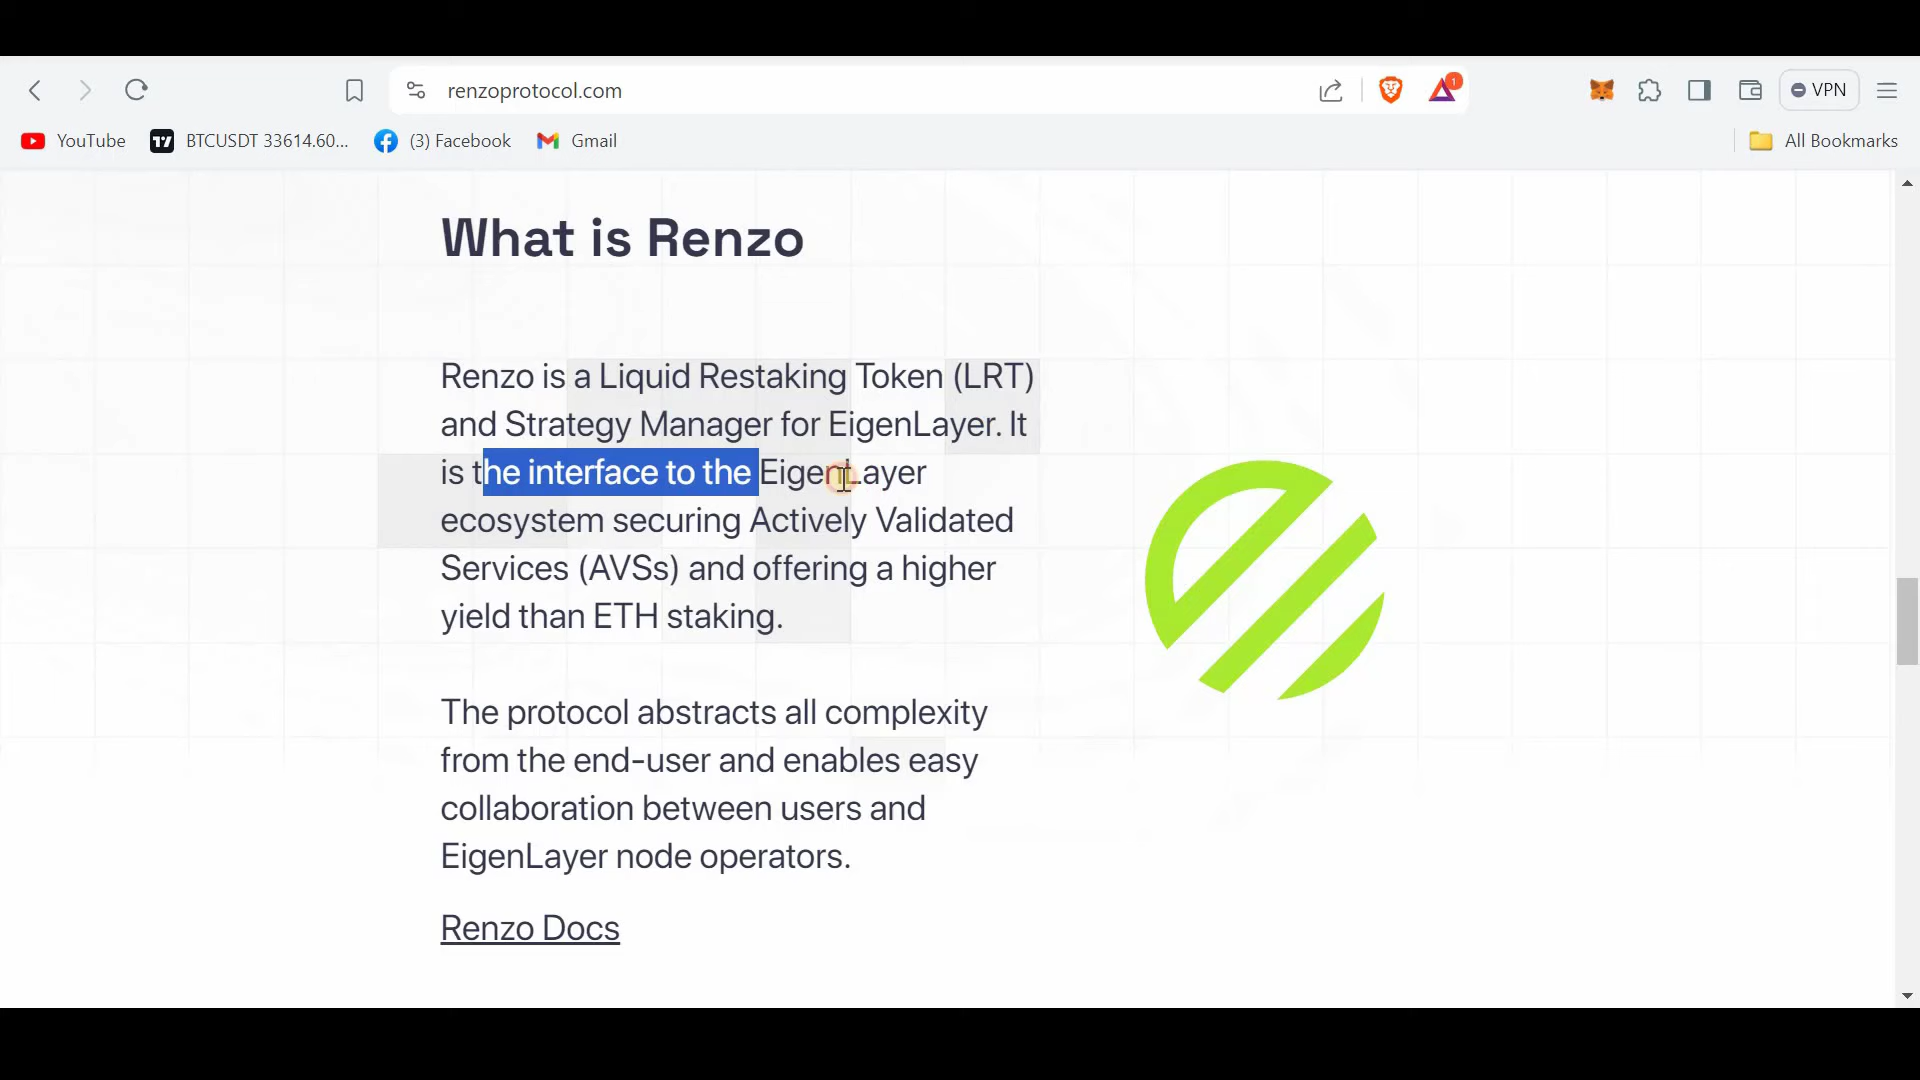 renzoprotocol.com
1
VPN
YouTube
BTCUSDT 33614.60...
(3) Facebook
Gmail
All Bookmarks
What is Renzo
Renzo is a Liquid Restaking Token (LRT)
and Strategy Manager for EigenLayer. It
is the interface to the EigenLayer
ecosystem securing Actively Validated
Services (AVSs) and offering a higher
yield than ETH staking.
The protocol abstracts all complexity
from the end-user and enables easy
collaboration between users and
EigenLayer node operators.
Renzo Docs